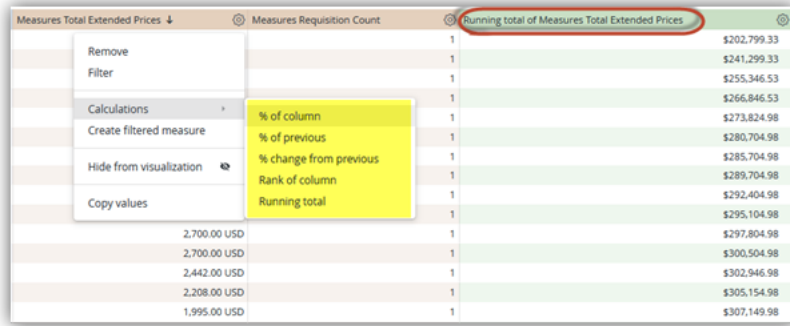 Measures Total Extended Prices ↓ Measures Requisition Count Running total of Measures Total Extended Prices
1 $202,799.33
Remove 1 $241,299.33
Filter 1 $255,346.53
1 $266,846.53
Calculations › 1 $273,824.98
% of column
Create filtered measure 1 $280,704.98
% of previous
% change from previous 1 $285,704.98
Hide from visualization 1 $289,704.98
Rank of column
1 $292,404.98
Copy values Running total
1 $295,104.98
2,700.00 USD 1 $297,804.98
2,700.00 USD 1 $300,504.98
2,442.00 USD 1 $302,946.98
2,208.00 USD 1 $305,154.98
1,995.00 USD 1 $307,149.98